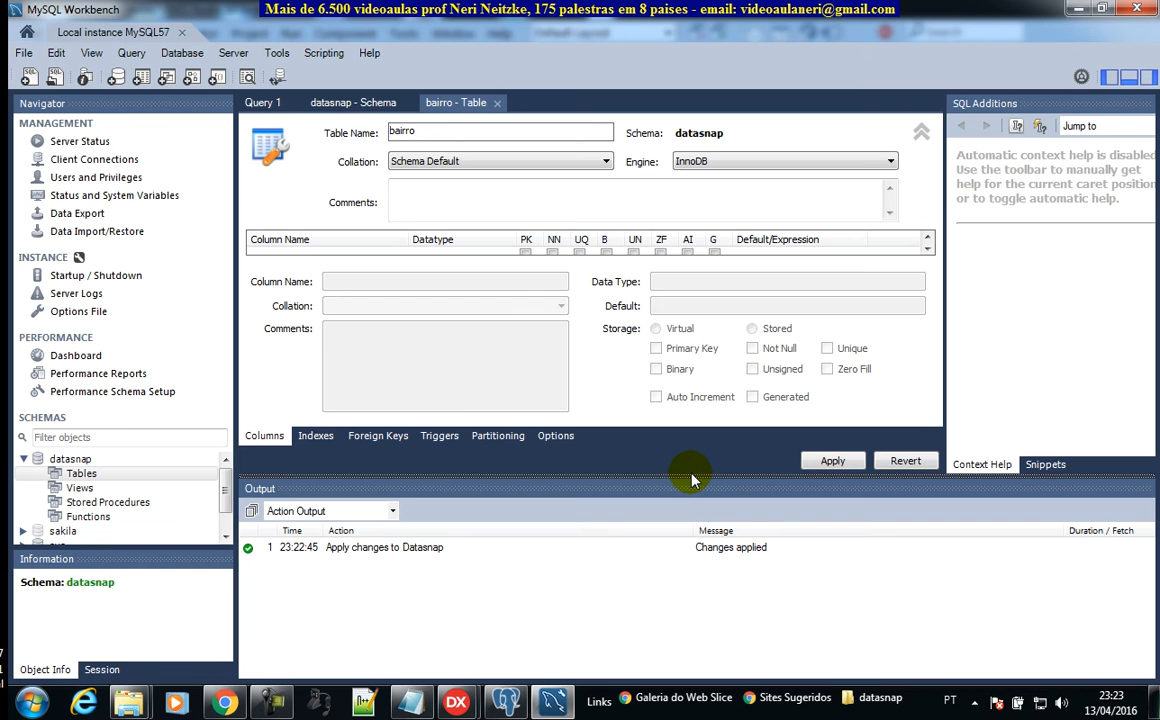 MySQL Workbench
Mais de 6.500 videoaulas prof Neri Neitzke, 175 palestras em 8 paises - email: videoaulaneri@gmail.com
Local instance MySQL57
File Edit View Query Database Server Tools Scripting Help
Navigator
MANAGEMENT
Server Status
Client Connections
Users and Privileges
Status and System Variables
Data Export
Data Import/Restore
INSTANCE
Startup / Shutdown
Server Logs
Options File
PERFORMANCE
Dashboard
Performance Reports
Performance Schema Setup
SCHEMAS
Filter objects
datasnap
Tables
Views
Stored Procedures
Functions
sakila
Information
Schema: datasnap
Object Info Session
Query 1 datasnap - Schema bairro - Table
Table Name: bairro Schema: datasnap
Collation: Schema Default Engine: InnoDB
Comments:
Column Name Datatype PK NN UQ B UN ZF AI G Default/Expression
Column Name: Data Type:
Collation: Default:
Comments: Storage: Virtual Stored
Primary Key Not Null Unique
Binary Unsigned Zero Fill
Auto Increment Generated
Columns Indexes Foreign Keys Triggers Partitioning Options
Apply Revert
Output
Action Output
Time Action Message Duration / Fetch
1 23:22:45 Apply changes to Datasnap Changes applied
SQL Additions
Jump to
Automatic context help is disabled
Use the toolbar to manually get
help for the current caret position
or to toggle automatic help.
Context Help Snippets
Links Galeria do Web Slice Sites Sugeridos datasnap PT 23:23
13/04/2016